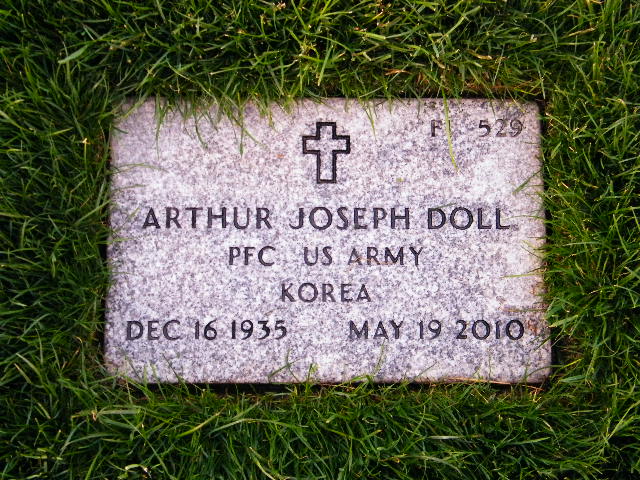 F 529
ARTHUR JOSEPH DOLL
PFC US ARMY
KOREA
DEC 16 1935 MAY 19 2010